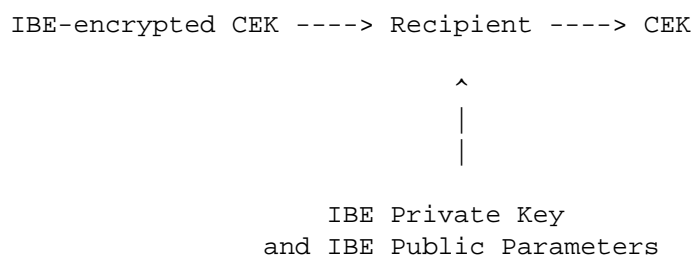 IBE-encrypted CEK ----> Recipient ----> CEK
^
|
|
IBE Private Key
and IBE Public Parameters